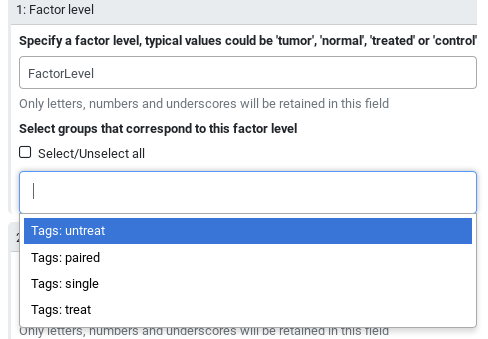 1: Factor level
Specify a factor level, typical values could be 'tumor', 'normal', 'treated' or 'control'
FactorLevel
Only letters, numbers and underscores will be retained in this field
Select groups that correspond to this factor level
Select/Unselect all
Tags: untreat
Tags: paired
Tags: single
Tags: treat
Only letters, numbers and underscores will be retained in this field